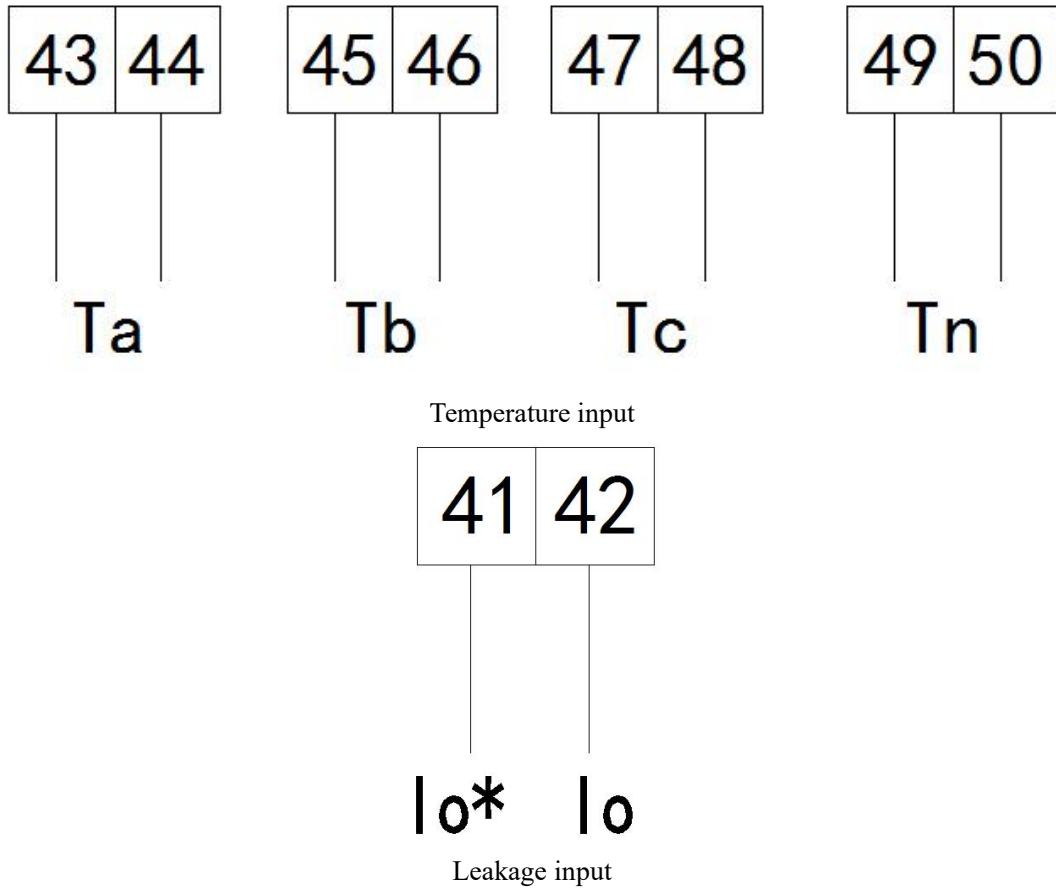 43 44 45 46 47 48 49 50
Ta Tb Tc Tn
Temperature input
41 42
Io* Io
Leakage input